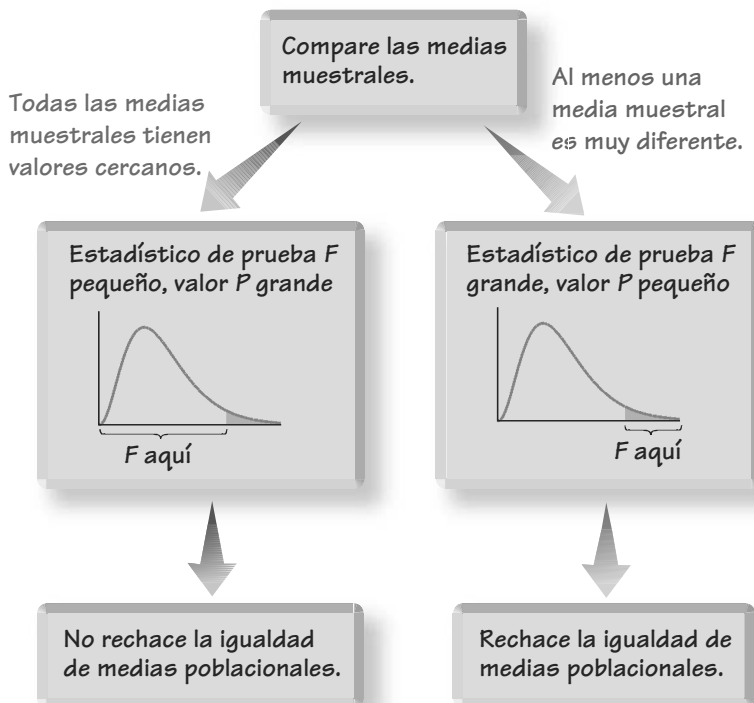 Compare las medias
muestrales.
Todas las medias
muestrales tienen
valores cercanos.
Al menos una
media muestral
es muy diferente.
Estadístico de prueba F
pequeño, valor P grande
F aquí
Estadístico de prueba F
grande, valor P pequeño
F aquí
No rechace la igualdad
de medias poblacionales.
Rechace la igualdad de
medias poblacionales.